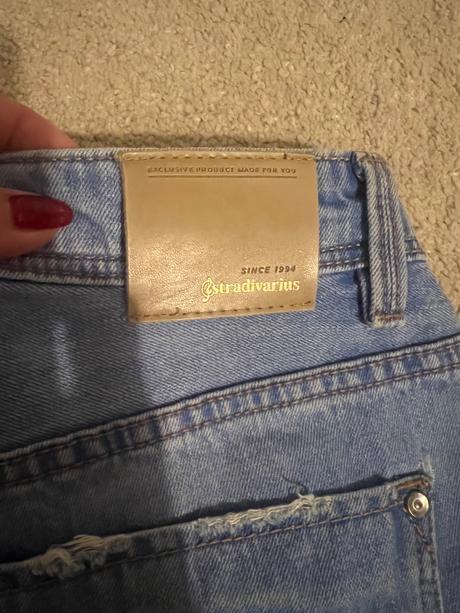 EXCLUSIVE PRODUCT MADE FOR YOU
SINCE 1994
stradivarius